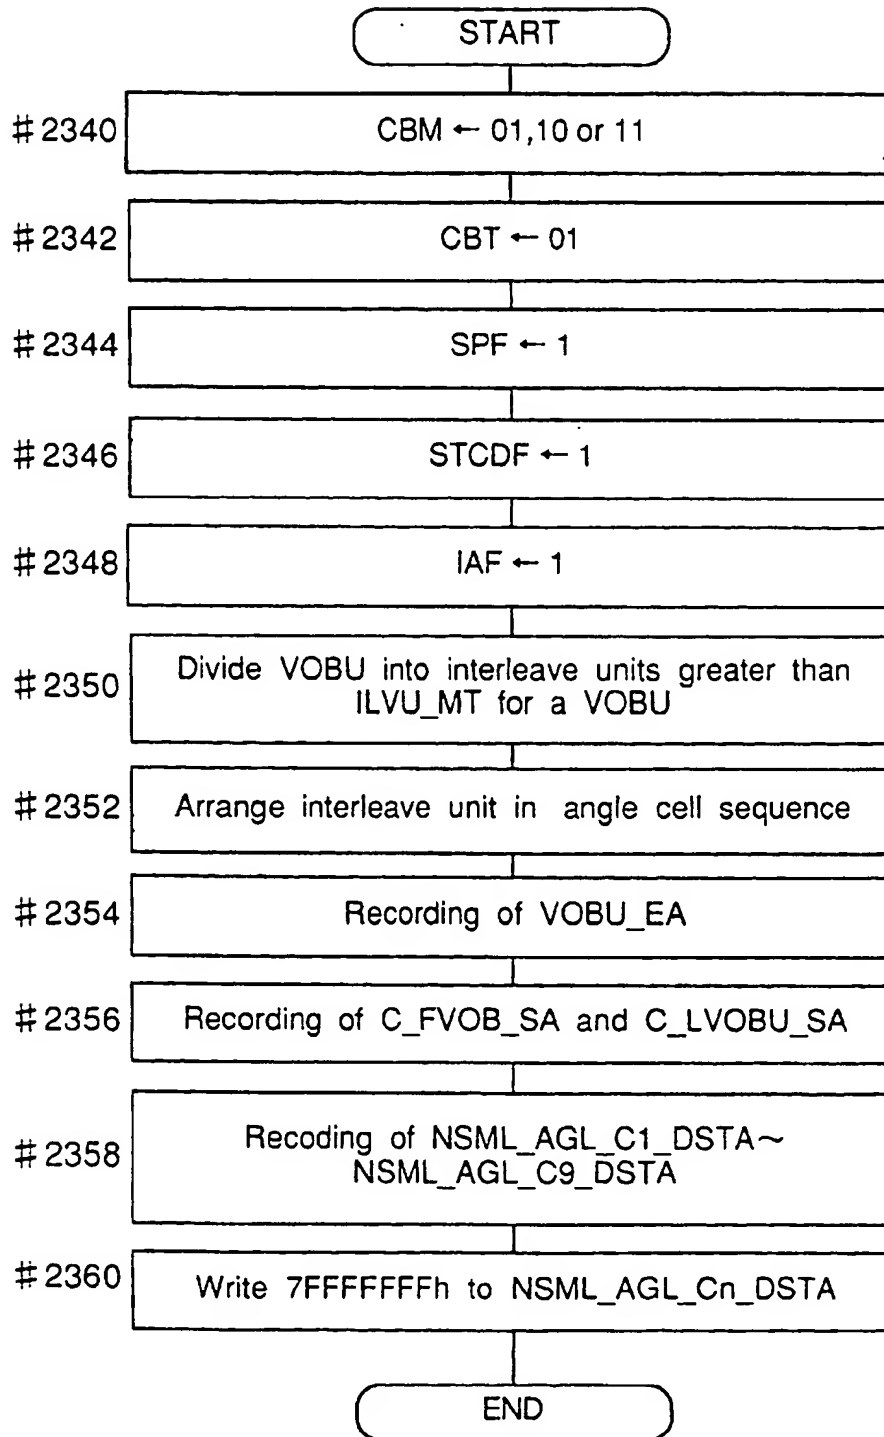 START
#2340
CBM ← 01,10 or 11
#2342
CBT ← 01
#2344
SPF ← 1
#2346
STCDF ← 1
#2348
IAF ← 1
#2350
Divide VOBU into interleave units greater than
ILVU_MT for a VOBU
#2352
Arrange interleave unit in angle cell sequence
#2354
Recording of VOBU_EA
#2356
Recording of C_FVOB_SA and C_LVOBU_SA
#2358
Recoding of NSML_AGL_C1_DSTA~
NSML_AGL_C9_DSTA
#2360
Write 7FFFFFFFh to NSML_AGL_Cn_DSTA
END